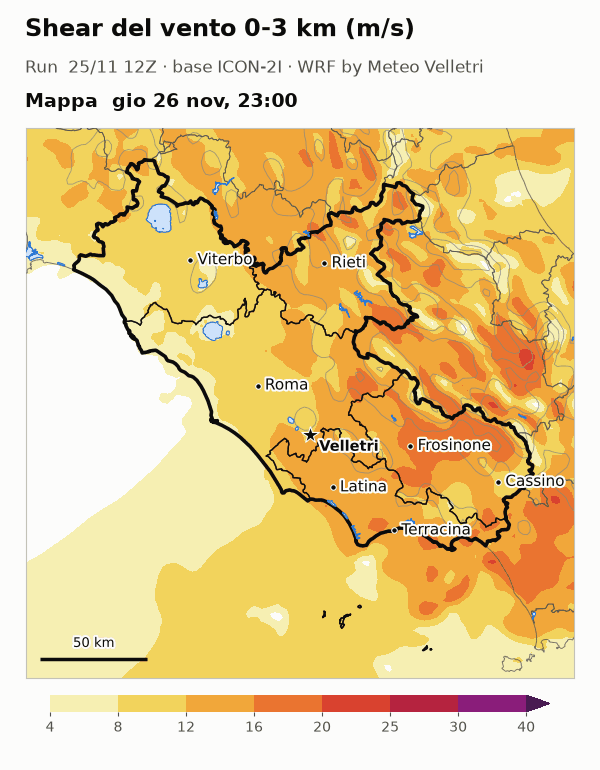 Shear del vento 0-3 km (m/s)
Run  25/11 12Z · base ICON-2I · WRF by Meteo Velletri
Mappa  gio 26 nov, 23:00
Viterbo
Rieti
Roma
Velletri
Frosinone
Latina
Cassino
Terracina
50 km
4 8 12 16 20 25 30 40